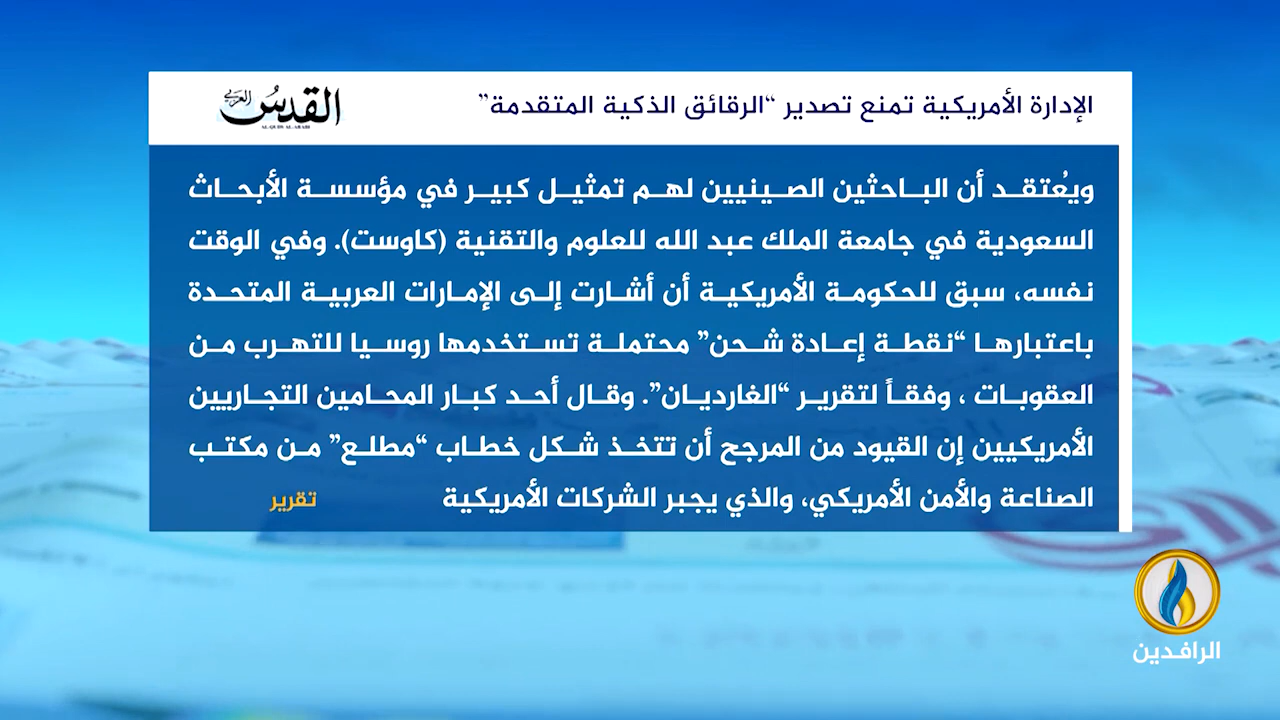 الإدارة الأمريكية تمنع تصدير “الرقائق الذكية المتقدمة”
القدس العربي
AL-QUDS AL-ARABI
ويُعتقد أن الباحثين الصينيين لهم تمثيل كبير في مؤسسة الأبحاث
السعودية في جامعة الملك عبد الله للعلوم والتقنية (كاوست). وفي الوقت
نفسه، سبق للحكومة الأمريكية أن أشارت إلى الإمارات العربية المتحدة
باعتبارها “نقطة إعادة شحن” محتملة تستخدمها روسيا للتهرب من
العقوبات ، وفقاً لتقرير “الغارديان”. وقال أحد كبار المحامين التجاريين
الأمريكيين إن القيود من المرجح أن تتخذ شكل خطاب “مطلع” من مكتب
الصناعة والأمن الأمريكي، والذي يجبر الشركات الأمريكية
تقرير
الرافدين